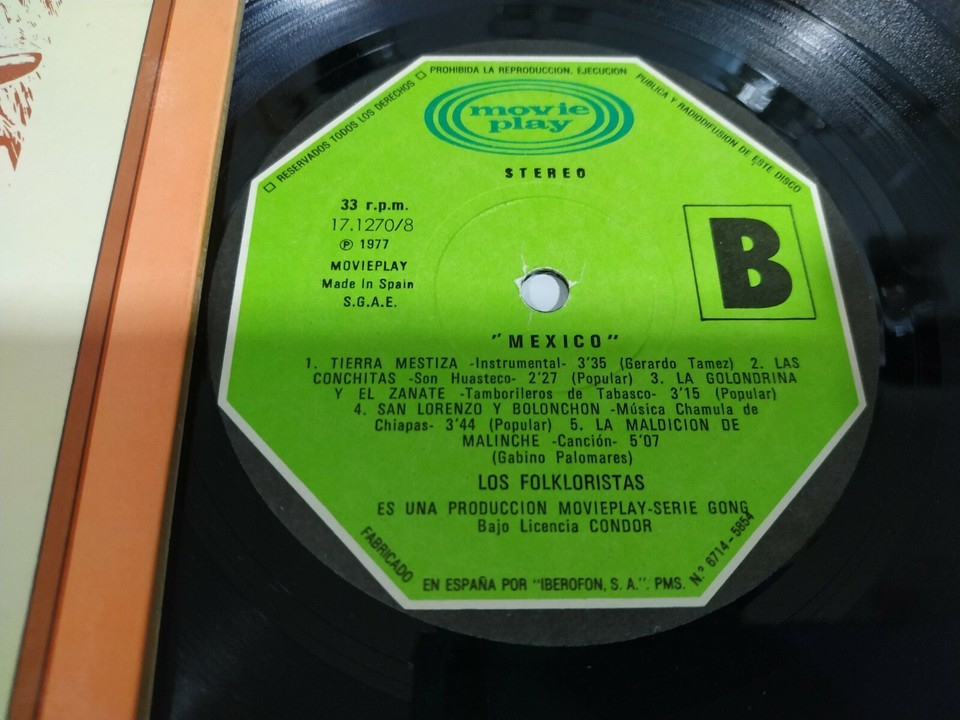 □ RESERVADOS TODOS LOS DERECHOS □ PROHIBIDA LA REPRODUCCION, EJECUCION PUBLICA Y RADIODIFUSION DE ESTE DISCO
movie
play
STEREO
33 r.p.m.
17.1270/8
Ⓟ 1977
MOVIEPLAY
Made In Spain
S.G.A.E.
B
"MEXICO"
1. TIERRA MESTIZA -Instrumental- 3'35 (Gerardo Tamez) 2. LAS
CONCHITAS -Son Huasteco- 2'27 (Popular) 3. LA GOLONDRINA
Y EL ZANATE -Tamborileros de Tabasco- 3'15 (Popular)
4. SAN LORENZO Y BOLONCHON -Música Chamula de
Chiapas- 3'44 (Popular) 5. LA MALDICION DE
MALINCHE -Canción- 5'07
(Gabino Palomares)
LOS FOLKLORISTAS
ES UNA PRODUCCION MOVIEPLAY-SERIE GONG
Bajo Licencia CONDOR
FABRICADO EN ESPAÑA POR "IBEROFON, S. A.". PMS. N.º 6714-5854